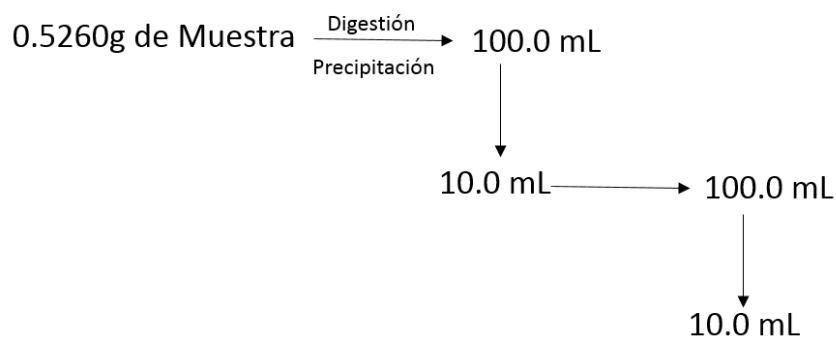 0.5260g de Muestra
Digestión
Precipitación
100.0 mL
10.0 mL
100.0 mL
10.0 mL